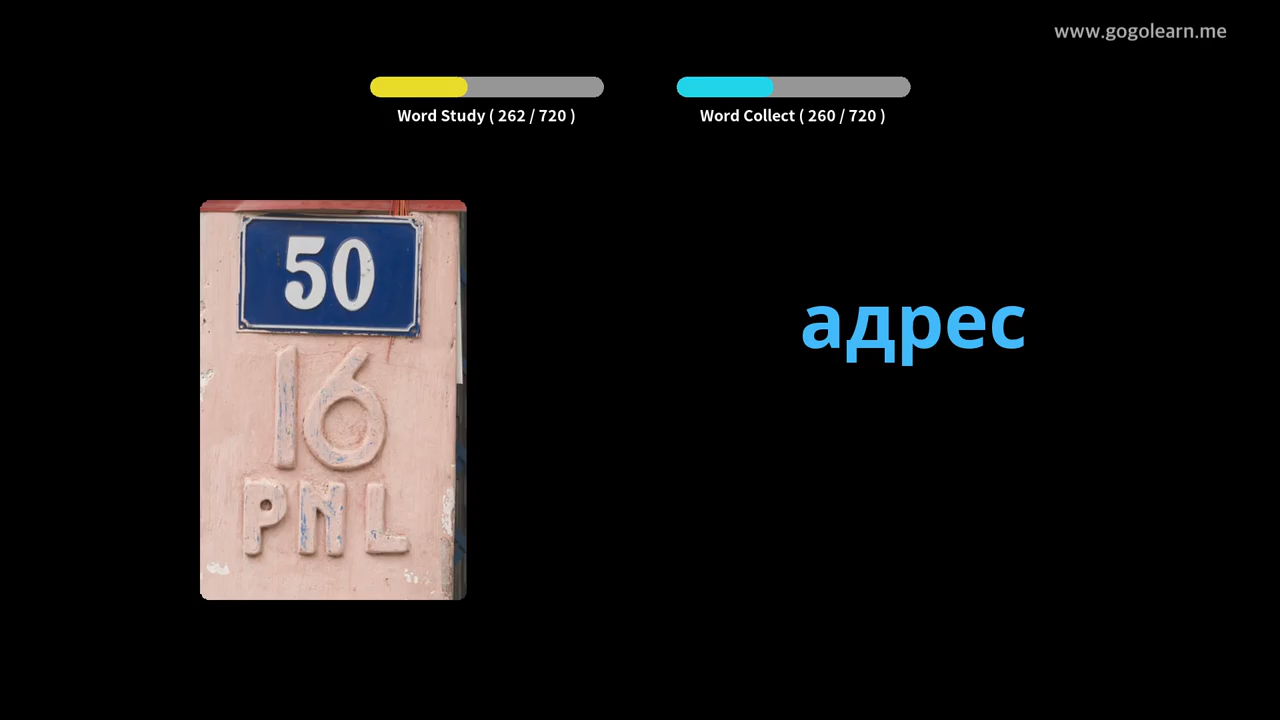 www.gogolearn.me
Word Study ( 262 / 720 )
Word Collect ( 260 / 720 )
50
16
PNL
адрес